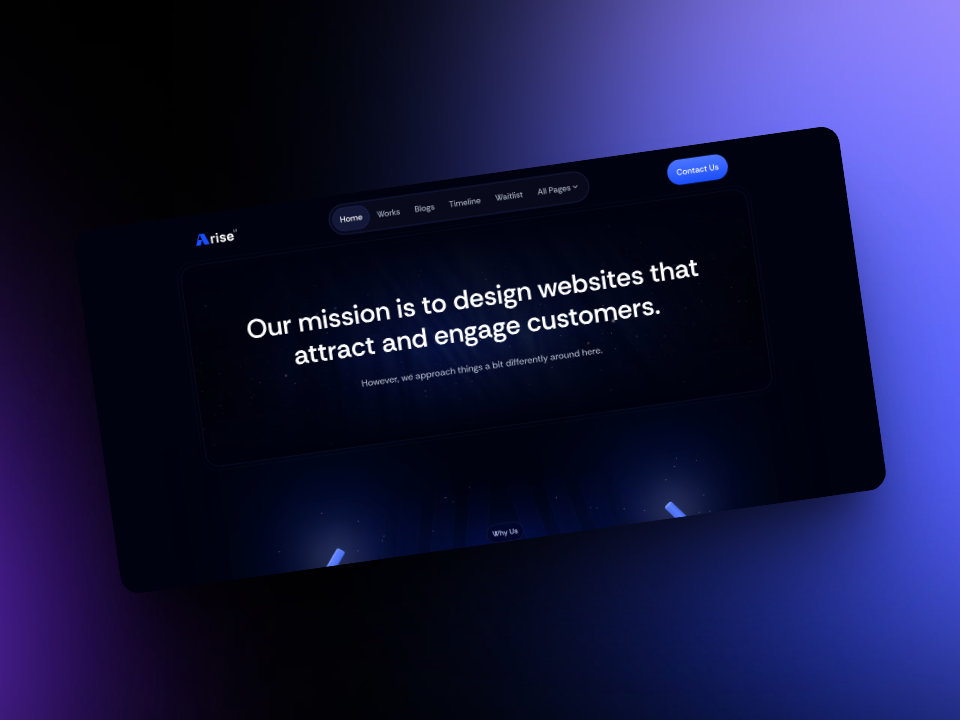 Arise
Home Works Blogs Timeline Waitlist All Pages
Contact Us
Our mission is to design websites that
attract and engage customers.
However, we approach things a bit differently around here.
Why Us